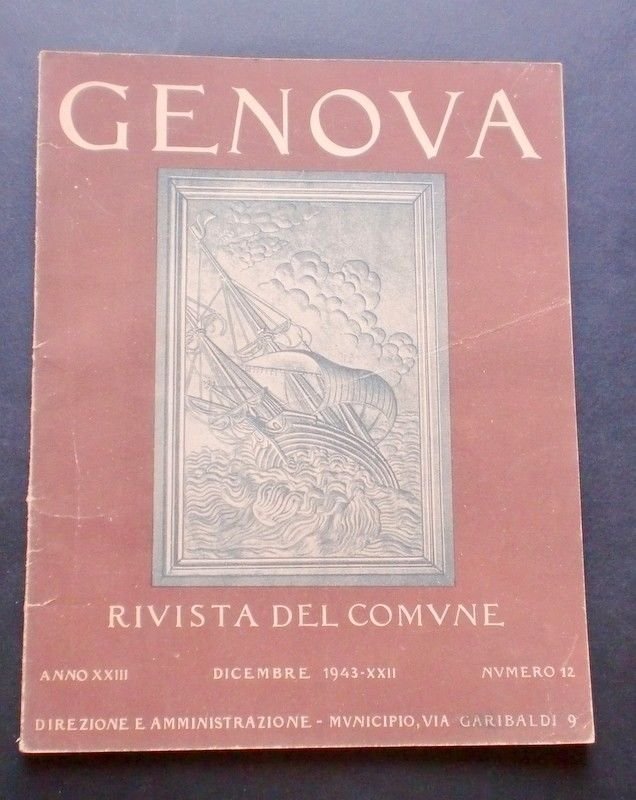 GENOVA
RIVISTA DEL COMVNE
ANNO XXIII DICEMBRE 1943-XXII NVMERO 12
DIREZIONE E AMMINISTRAZIONE - MVNICIPIO, VIA GARIBALDI 9